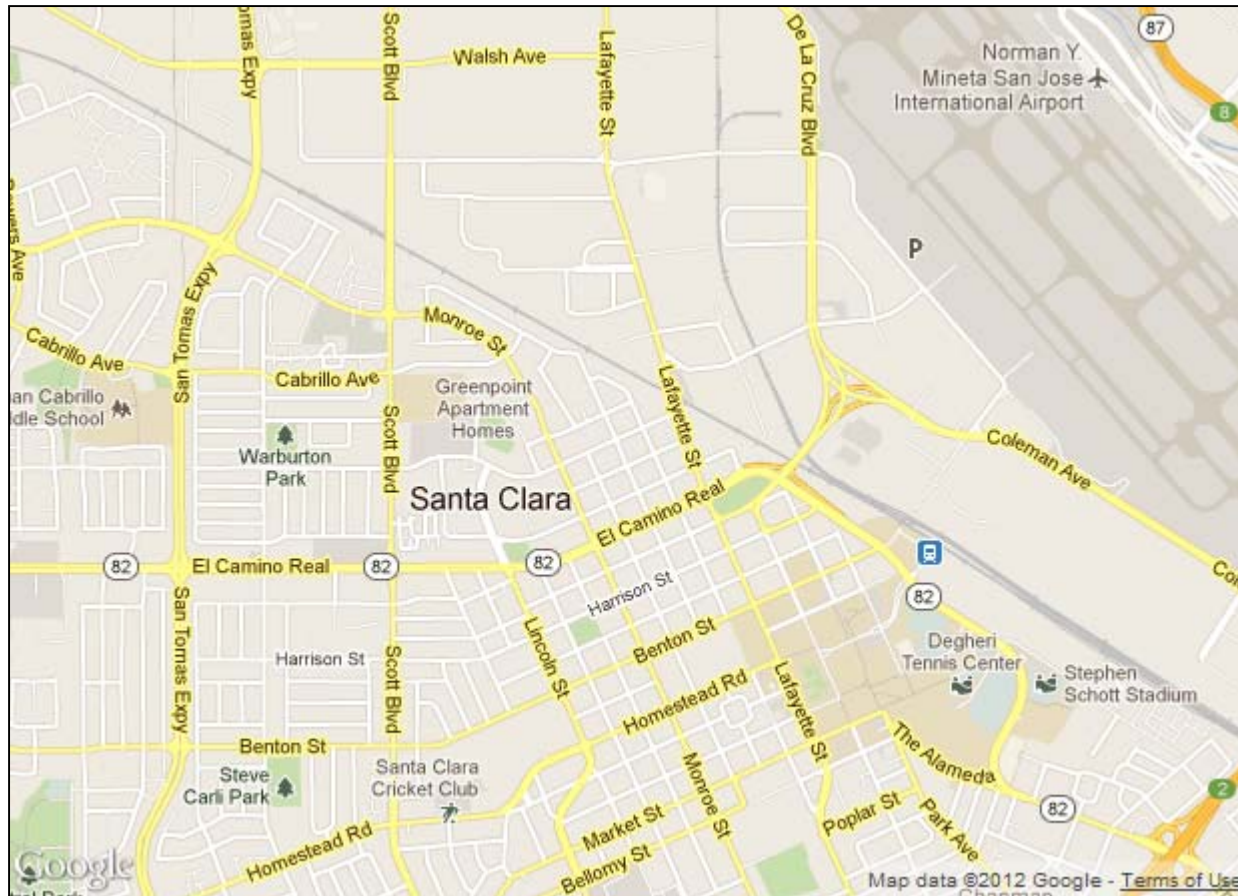 omas Expy
Scott Blvd
Walsh Ave
Lafayette St
De La Cruz Blvd
87
Norman Y.
Mineta San Jose
International Airport
8
P
San Tomas Expy
Monroe St
Cabrillo Ave
Cabrillo Ave
an Cabrillo
dle School
Greenpoint
Apartment
Homes
Scott Blvd
Lafayette St
Warburton
Park
Coleman Ave
Santa Clara
El Camino Real
82
El Camino Real
82
82
Harrison St
82
Co
San Tomas Expy
Lincoln St
Benton St
Degheri
Tennis Center
Stephen
Schott Stadium
Harrison St
Scott Blvd
Homestead Rd
Lafayette St
Benton St
The Alameda
Steve
Carli Park
Santa Clara
Cricket Club
Monroe St
2
82
Homestead Rd
Market St
Bellomy St
Poplar St
Park Ave
Google
Map data ©2012 Google - Terms of Use